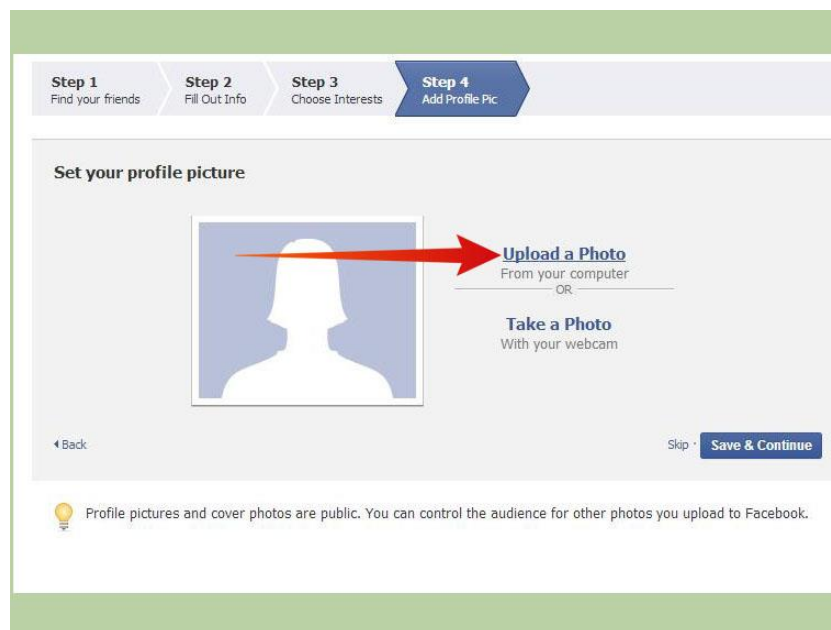 Step 1
Find your friends
Step 2
Fill Out Info
Step 3
Choose Interests
Step 4
Add Profile Pic
Set your profile picture
Upload a Photo
From your computer
OR
Take a Photo
With your webcam
Back
Skip ·
Save & Continue
Profile pictures and cover photos are public. You can control the audience for other photos you upload to Facebook.